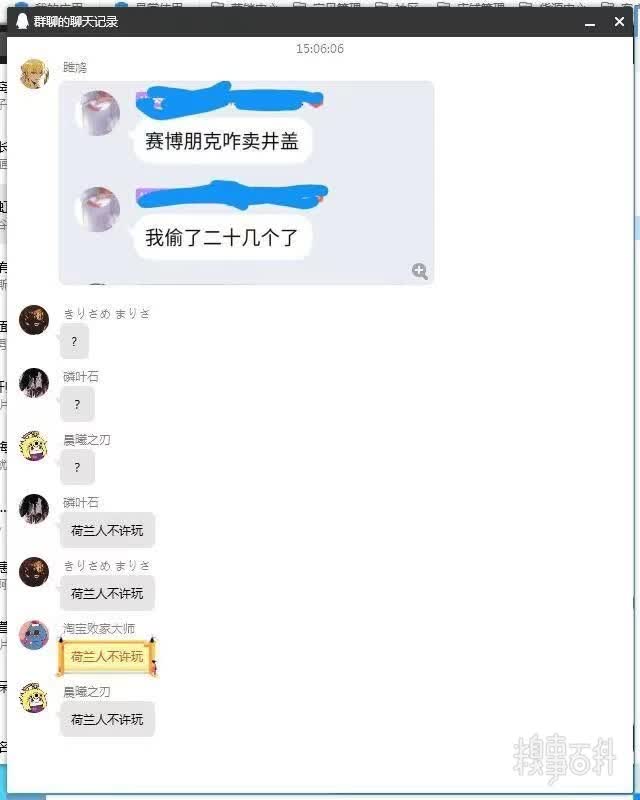 群聊的聊天记录
15:06:06
雎鸠
赛博朋克咋卖井盖
我偷了二十几个了
きりさめ まりさ
?
磷叶石
?
晨曦之刃
?
磷叶石
荷兰人不许玩
きりさめ まりさ
荷兰人不许玩
淘宝败家大师
荷兰人不许玩
晨曦之刃
荷兰人不许玩
糗事百科